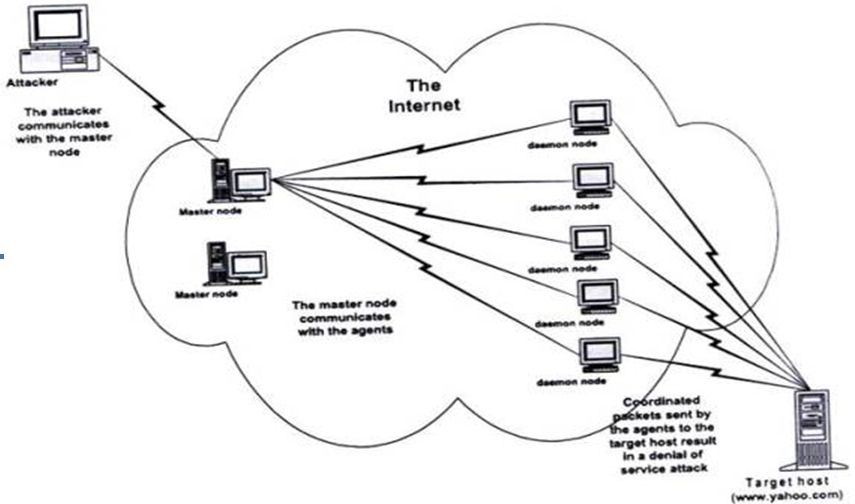 The
Internet
Attacker
The attacker
communicates
with the master
node
Master node
Master node
The master node
communicates
with the agents
daemon node
daemon node
daemon node
daemon node
daemon node
Coordinated
packets sent by
the agents to the
target host result
in a denial of
service attack
Target host
(www.yahoo.com)